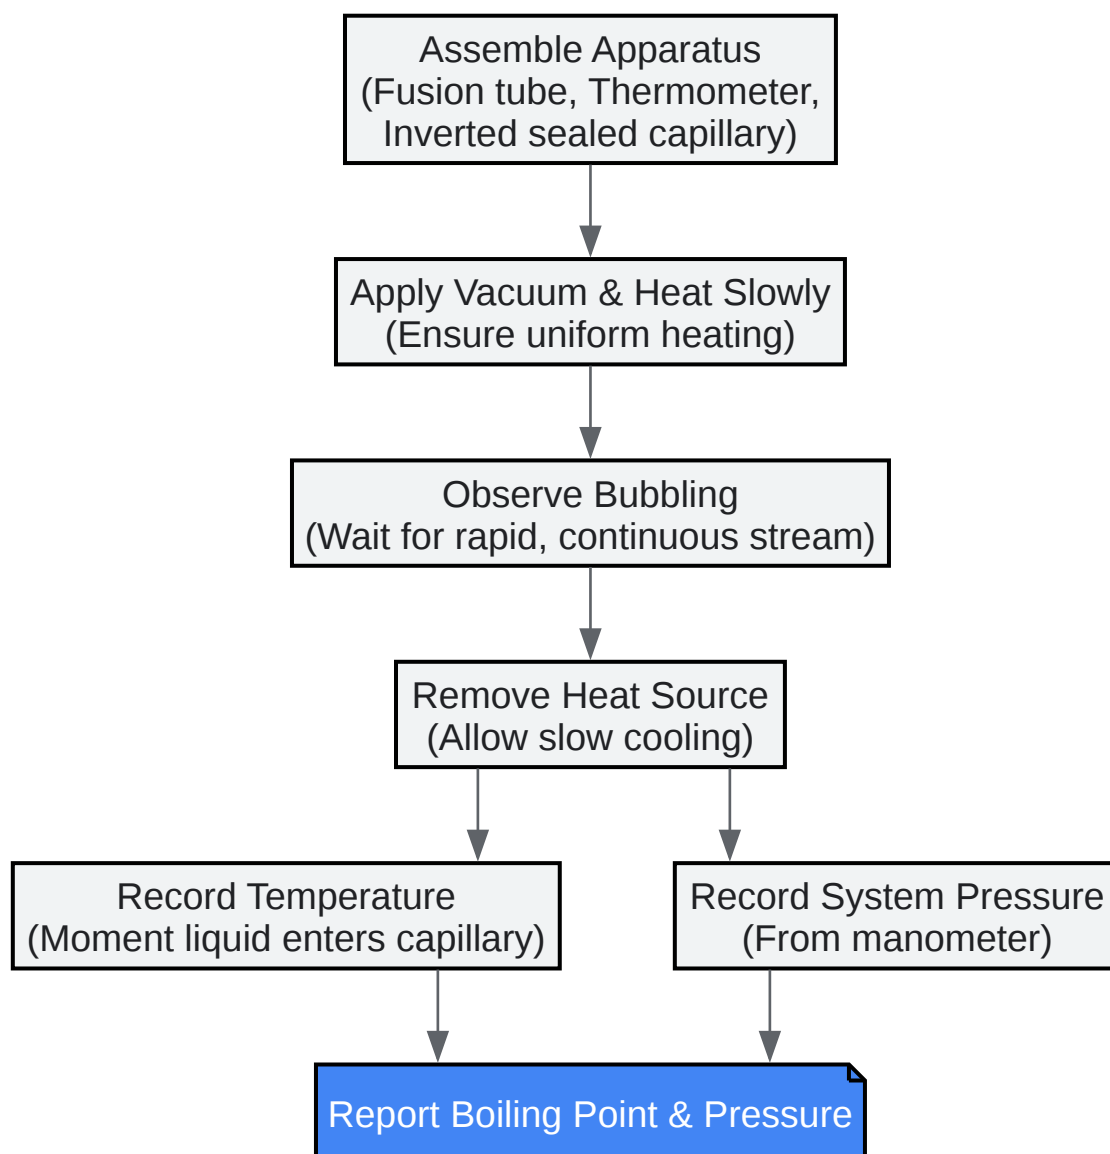 Assemble Apparatus
(Fusion tube, Thermometer,
Inverted sealed capillary)
Apply Vacuum & Heat Slowly
(Ensure uniform heating)
Observe Bubbling
(Wait for rapid, continuous stream)
Remove Heat Source
(Allow slow cooling)
Record Temperature
(Moment liquid enters capillary)
Record System Pressure
(From manometer)
Report Boiling Point & Pressure